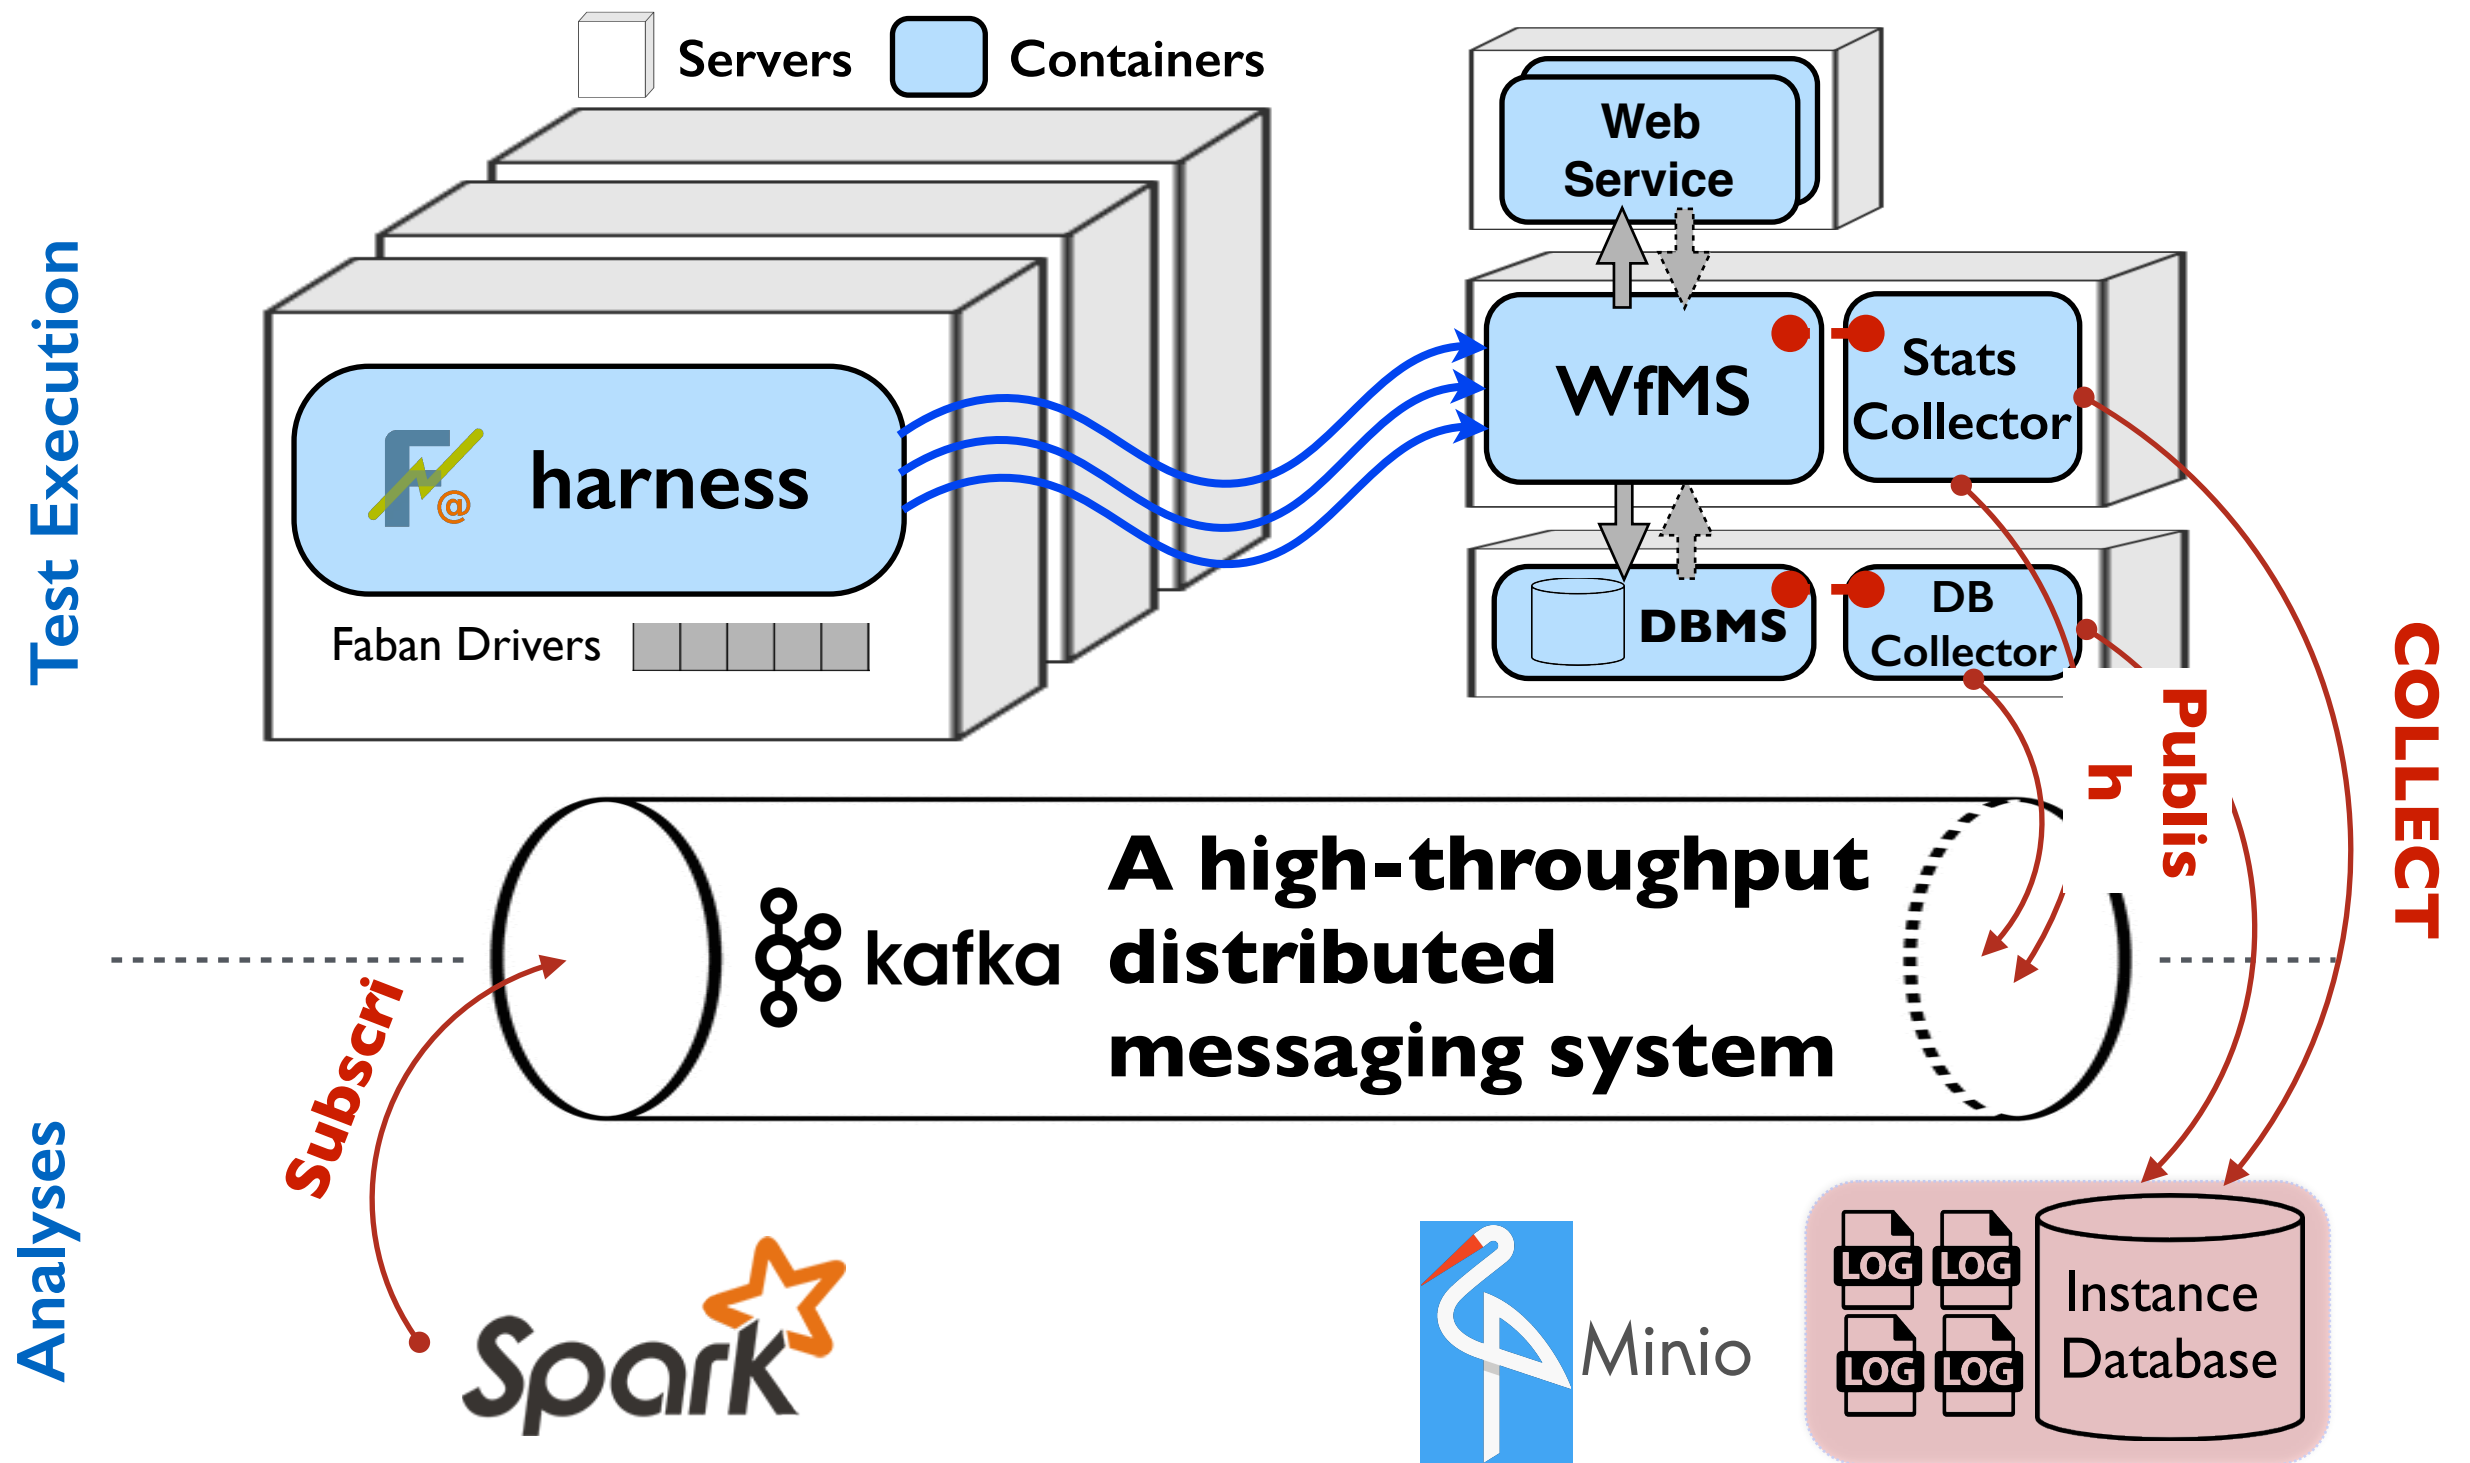 Servers
Containers
Test Execution
harness
@
Faban Drivers
Web
Service
WfMS
Stats
Collector
DBMS
DB
Collector
COLLECT
Publis
h
kafka
A high-throughput
distributed
messaging system
Subscri
Analyses
Spark
Minio
LOG
LOG
LOG
LOG
Instance
Database